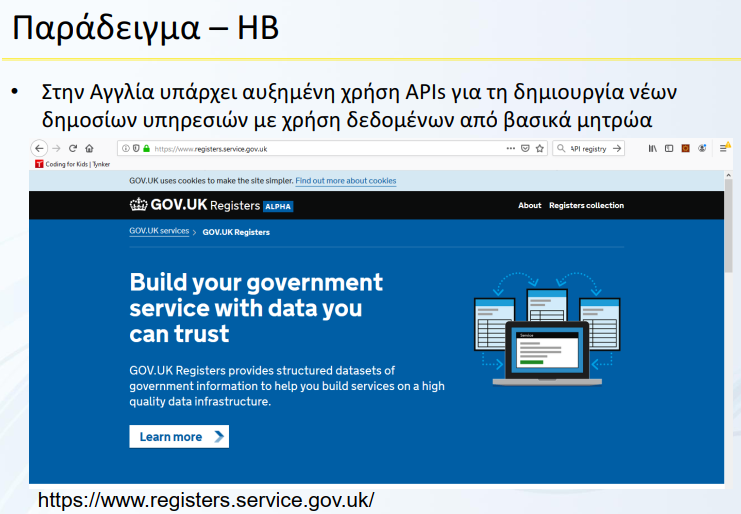 Παράδειγμα – ΗΒ
• Στην Αγγλία υπάρχει αυξημένη χρήση APIs για τη δημιουργία νέων
δημοσίων υπηρεσιών με χρήση δεδομένων από βασικά μητρώα
https://www.registers.service.gov.uk
API registry
Coding for Kids | Tynker
GOV.UK uses cookies to make the site simpler. Find out more about cookies
GOV.UK Registers ALPHA
About Registers collection
GOV.UK services > GOV.UK Registers
Build your government
service with data you
can trust
Service
GOV.UK Registers provides structured datasets of
government information to help you build services on a high
quality data infrastructure.
Learn more
https://www.registers.service.gov.uk/